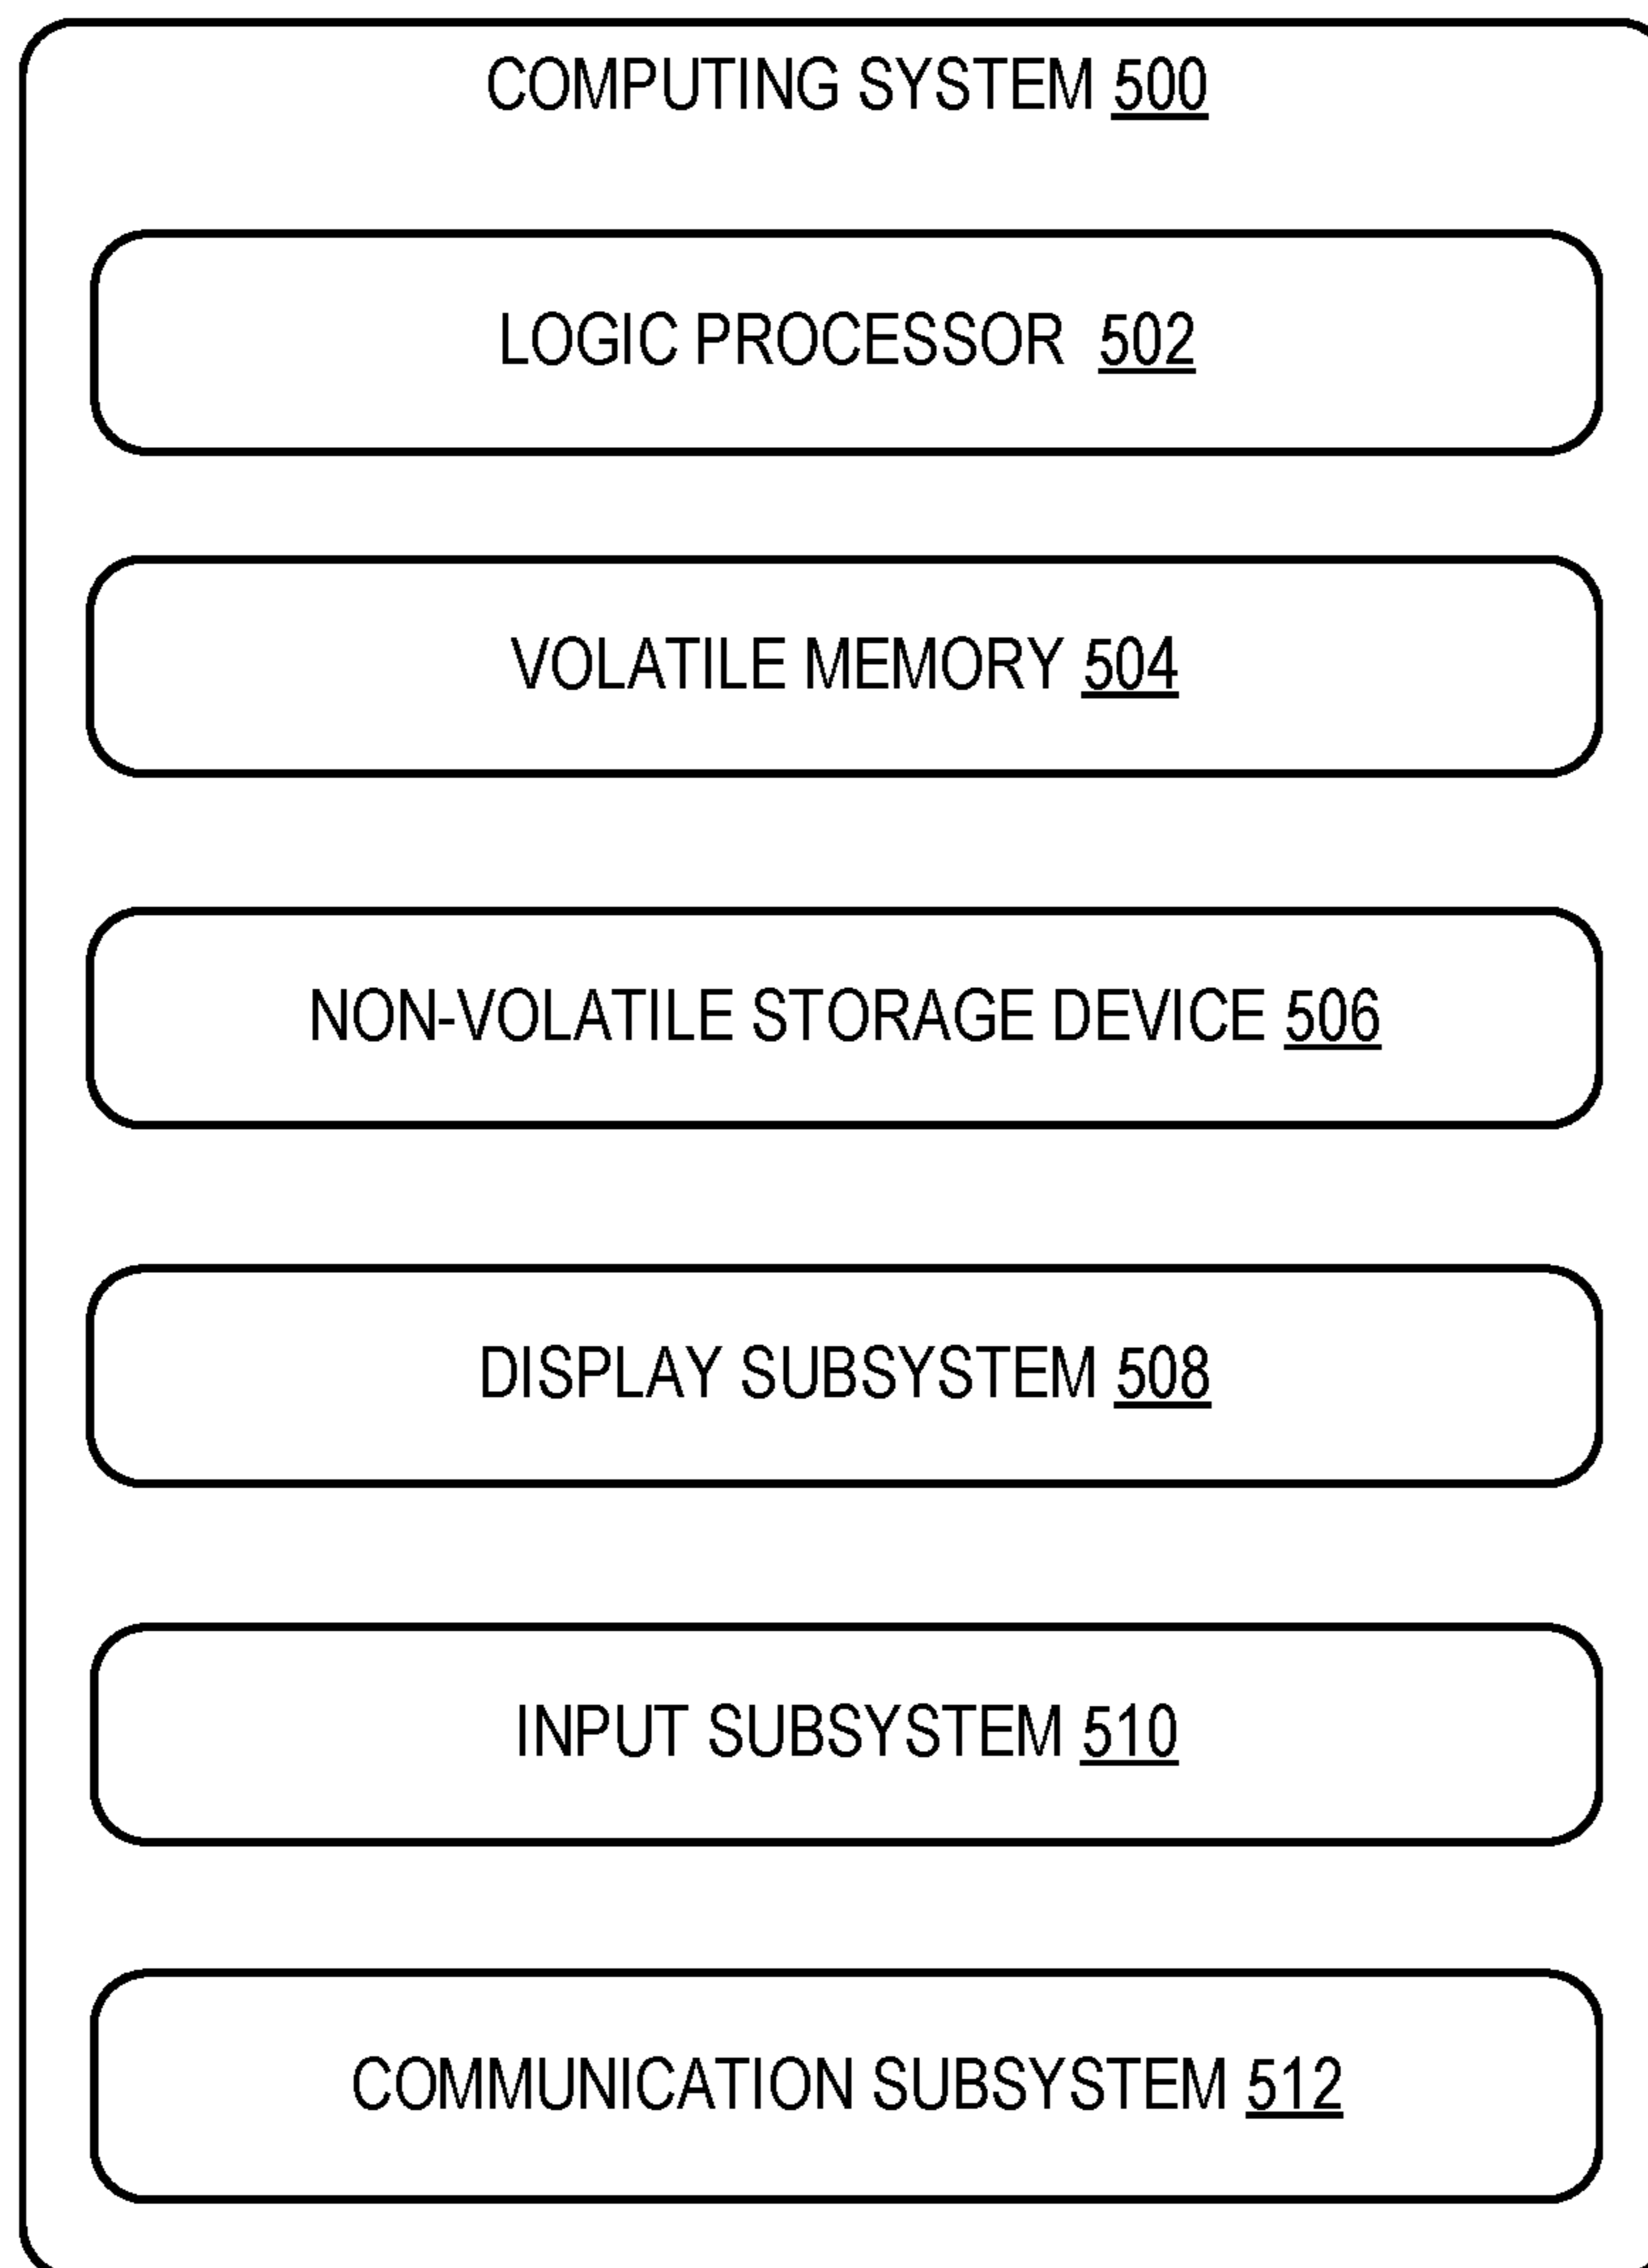 COMPUTING SYSTEM 500
LOGIC PROCESSOR 502
VOLATILE MEMORY 504
NON-VOLATILE STORAGE DEVICE 506
DISPLAY SUBSYSTEM 508
INPUT SUBSYSTEM 510
COMMUNICATION SUBSYSTEM 512